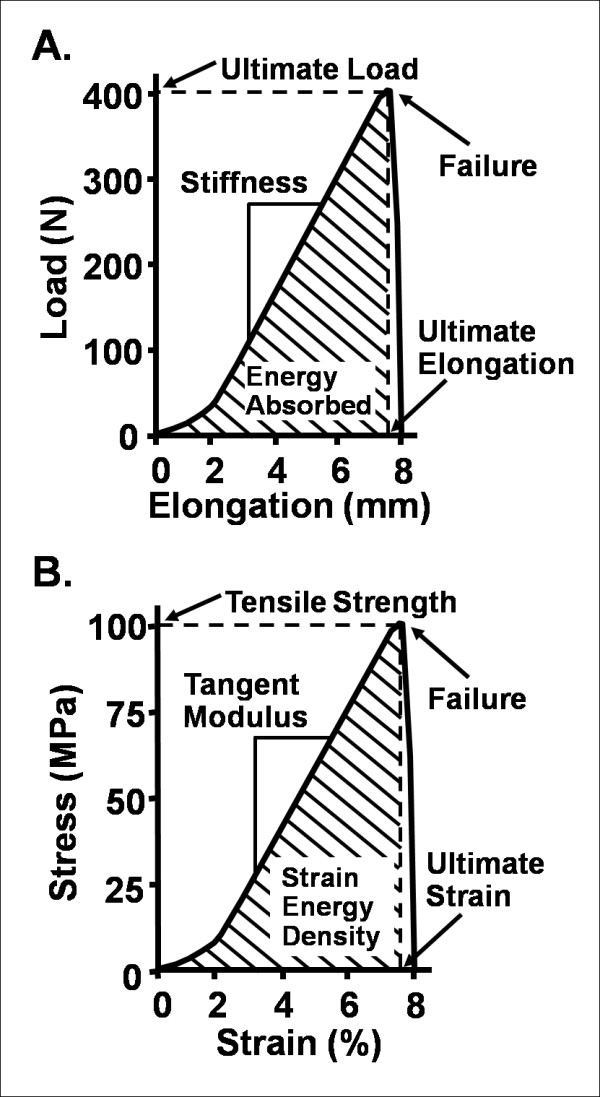 A.
Ultimate Load
400
Failure
300
Stiffness
Load (N)
200
Ultimate
Elongation
100
Energy
Absorbed
0
0 2 4 6 8
Elongation (mm)
B.
Tensile Strength
100
Tangent
Modulus
Failure
75
Stress (MPa)
50
Ultimate
Strain
25
Strain
Energy
Density
0
0 2 4 6 8
Strain (%)